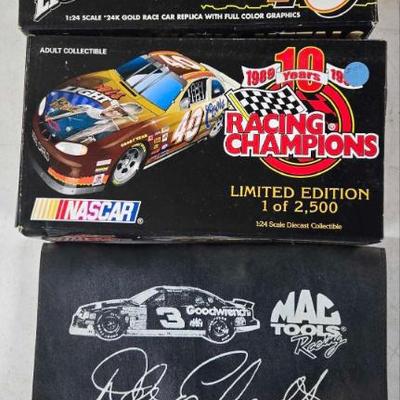 1:24 SCALE *24K GOLD RACE CAR REPLICA WITH FULL COLOR GRAPHICS
ADULT COLLECTIBLE
10
1989 Years
40
RACING
CHAMPIONS®
LIMITED EDITION
1 of 2,500
NASCAR®
1:24 Scale Diecast Collectible
3 Goodwrench
MAC
TOOLS®
Racing